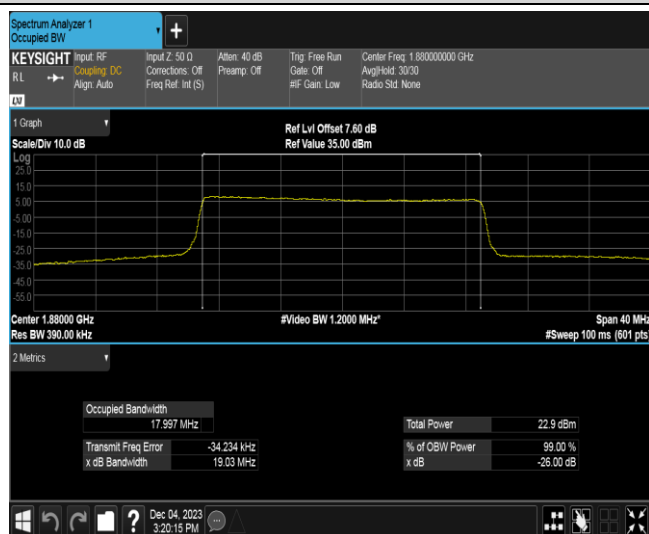 Spectrum Analyzer 1
Occupied BW
+
KEYSIGHT
R L
LXI
Input: RF
Coupling: DC
Align: Auto
Input Z: 50 Ω
Corrections: Off
Freq Ref: Int (S)
Atten: 40 dB
Preamp: Off
Trig: Free Run
Gate: Off
#IF Gain: Low
Center Freq: 1.880000000 GHz
Avg|Hold: 30/30
Radio Std: None
1 Graph
Scale/Div 10.0 dB
Ref Lvl Offset 7.60 dB
Ref Value 35.00 dBm
Log
25.0
15.0
5.00
-5.00
-15.0
-25.0
-35.0
-45.0
-55.0
Center 1.88000 GHz
Res BW 390.00 kHz
#Video BW 1.2000 MHz*
Span 40 MHz
#Sweep 100 ms (601 pts)
2 Metrics
Occupied Bandwidth
17.997 MHz
Transmit Freq Error -34.234 kHz
x dB Bandwidth 19.03 MHz
Total Power 22.9 dBm
% of OBW Power 99.00 %
x dB -26.00 dB
?
Dec 04, 2023
3:20:15 PM